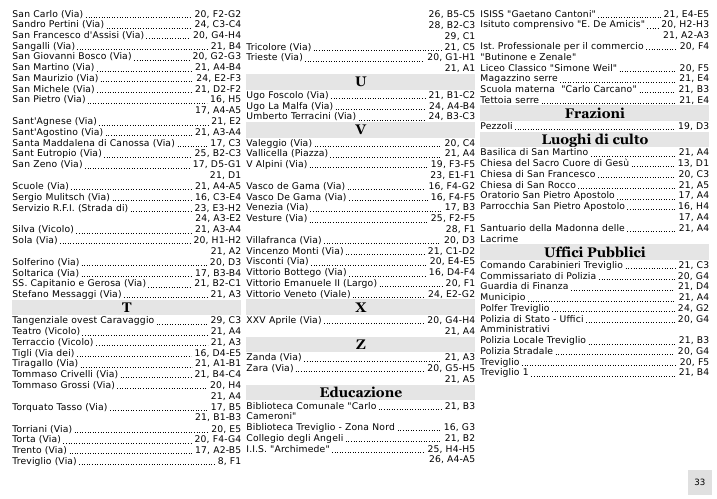 San Carlo (Via) 20, F2-G2
Sandro Pertini (Via) 24, C3-C4
San Francesco d'Assisi (Via) 20, G4-H4
Sangalli (Via) 21, B4
San Giovanni Bosco (Via) 20, G2-G3
San Martino (Via) 21, A4-B4
San Maurizio (Via) 24, E2-F3
San Michele (Via) 21, D2-F2
San Pietro (Via) 16, H5
17, A4-A5
Sant'Agnese (Via) 21, E2
Sant'Agostino (Via) 21, A3-A4
Santa Maddalena di Canossa (Via) 17, C3
Sant Eutropio (Via) 25, B2-C3
San Zeno (Via) 17, D5-G1
21, D1
Scuole (Via) 21, A4-A5
Sergio Mulitsch (Via) 16, C3-E4
Servizio R.F.I. (Strada di) 23, E3-H2
24, A3-E2
Silva (Vicolo) 21, A3-A4
Sola (Via) 20, H1-H2
21, A2
Solferino (Via) 20, D3
Soltarica (Via) 17, B3-B4
SS. Capitanio e Gerosa (Via) 21, B2-C1
Stefano Messaggi (Via) 21, A3
T
Tangenziale ovest Caravaggio 29, C3
Teatro (Vicolo) 21, A4
Terraccio (Vicolo) 21, A3
Tigli (Via dei) 16, D4-E5
Tiragallo (Via) 21, A1-B1
Tommaso Crivelli (Via) 21, B4-C4
Tommaso Grossi (Via) 20, H4
21, A4
Torquato Tasso (Via) 17, B5
21, B1-B3
Torriani (Via) 20, E5
Torta (Via) 20, F4-G4
Trento (Via) 17, A2-B5
Treviglio (Via) 8, F1
26, B5-C5
28, B2-C3
29, C1
Tricolore (Via) 21, C5
Trieste (Via) 20, G1-H1
21, A1
U
Ugo Foscolo (Via) 21, B1-C2
Ugo La Malfa (Via) 24, A4-B4
Umberto Terracini (Via) 24, B3-C3
V
Valeggio (Via) 20, C4
Vallicella (Piazza) 21, A4
V Alpini (Via) 19, F3-F5
23, E1-F1
Vasco de Gama (Via) 16, F4-G2
Vasco De Gama (Via) 16, F4-F5
Venezia (Via) 17, B3
Vesture (Via) 25, F2-F5
28, F1
Villafranca (Via) 20, D3
Vincenzo Monti (Via) 21, C1-D2
Visconti (Via) 20, E4-E5
Vittorio Bottego (Via) 16, D4-F4
Vittorio Emanuele II (Largo) 20, F1
Vittorio Veneto (Viale) 24, E2-G2
X
XXV Aprile (Via) 20, G4-H4
21, A4
Z
Zanda (Via) 21, A3
Zara (Via) 20, G5-H5
21, A5
Educazione
Biblioteca Comunale "Carlo 21, B3
Cameroni"
Biblioteca Treviglio - Zona Nord 16, G3
Collegio degli Angeli 21, B2
I.I.S. "Archimede" 25, H4-H5
26, A4-A5
ISISS "Gaetano Cantoni" 21, E4-E5
Isituto comprensivo "E. De Amicis" 20, H2-H3
21, A2-A3
Ist. Professionale per il commercio 20, F4
"Buttinone e Zenale"
Liceo Classico "Simone Weil" 20, F5
Magazzino serre 21, E4
Scuola materna "Carlo Carcano" 21, B3
Tettoia serre 21, E4
Frazioni
Pezzoli 19, D3
Luoghi di culto
Basilica di San Martino 21, A4
Chiesa del Sacro Cuore di Gesù 13, D1
Chiesa di San Francesco 20, C3
Chiesa di San Rocco 21, A5
Oratorio San Pietro Apostolo 17, A4
Parrocchia San Pietro Apostolo 16, H4
17, A4
Santuario della Madonna delle 21, A4
Lacrime
Uffici Pubblici
Comando Carabinieri Treviglio 21, C3
Commissariato di Polizia 20, G4
Guardia di Finanza 21, D4
Municipio 21, A4
Polfer Treviglio 24, G2
Polizia di Stato - Uffici 20, G4
Amministrativi
Polizia Locale Treviglio 21, B3
Polizia Stradale 20, G4
Treviglio 20, F5
Treviglio 1 21, B4
33